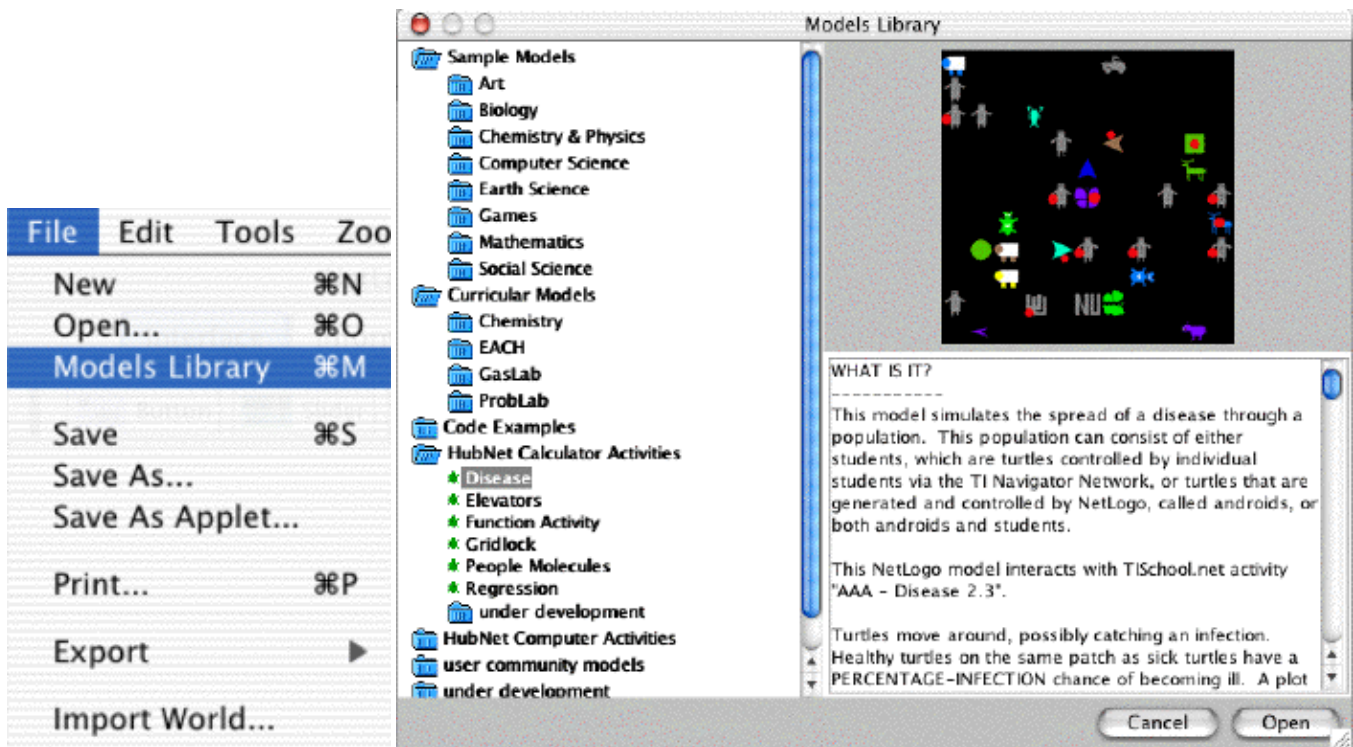 File Edit Tools Zoo
New ⌘N
Open... ⌘O
Models Library ⌘M
Save ⌘S
Save As...
Save As Applet...
Print... ⌘P
Export
Import World...
Models Library
Sample Models
Art
Biology
Chemistry & Physics
Computer Science
Earth Science
Games
Mathematics
Social Science
Curricular Models
Chemistry
EACH
GasLab
ProbLab
Code Examples
HubNet Calculator Activities
Disease
Elevators
Function Activity
Gridlock
People Molecules
Regression
under development
HubNet Computer Activities
user community models
under development
NU
WHAT IS IT?
-----------
This model simulates the spread of a disease through a
population. This population can consist of either
students, which are turtles controlled by individual
students via the TI Navigator Network, or turtles that are
generated and controlled by NetLogo, called androids, or
both androids and students.
This NetLogo model interacts with TISchool.net activity
"AAA - Disease 2.3".
Turtles move around, possibly catching an infection.
Healthy turtles on the same patch as sick turtles have a
PERCENTAGE-INFECTION chance of becoming ill. A plot
Cancel Open